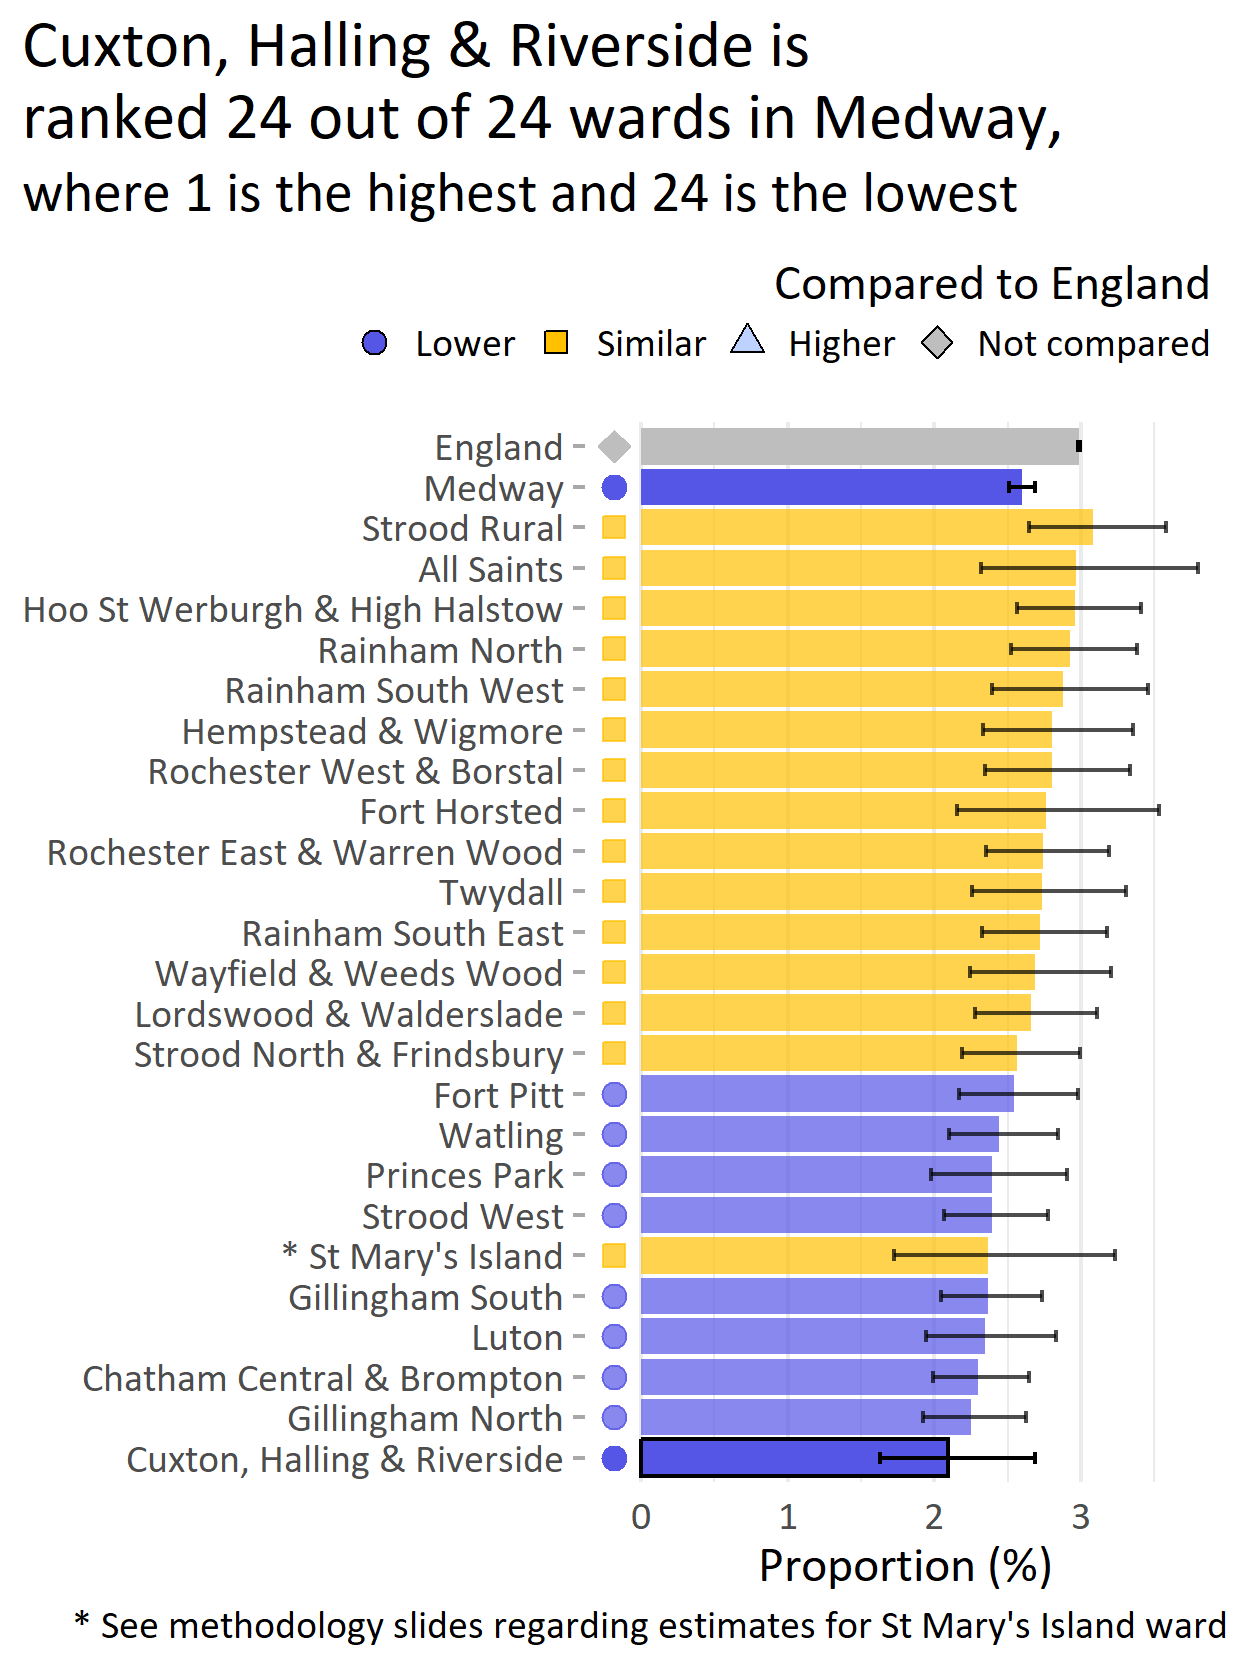 Cuxton, Halling & Riverside is
ranked 24 out of 24 wards in Medway,
where 1 is the highest and 24 is the lowest
Compared to England
Lower Similar Higher Not compared
England
Medway
Strood Rural
All Saints
Hoo St Werburgh & High Halstow
Rainham North
Rainham South West
Hempstead & Wigmore
Rochester West & Borstal
Fort Horsted
Rochester East & Warren Wood
Twydall
Rainham South East
Wayfield & Weeds Wood
Lordswood & Walderslade
Strood North & Frindsbury
Fort Pitt
Watling
Princes Park
Strood West
* St Mary's Island
Gillingham South
Luton
Chatham Central & Brompton
Gillingham North
Cuxton, Halling & Riverside
0 1 2 3
Proportion (%)
* See methodology slides regarding estimates for St Mary's Island ward